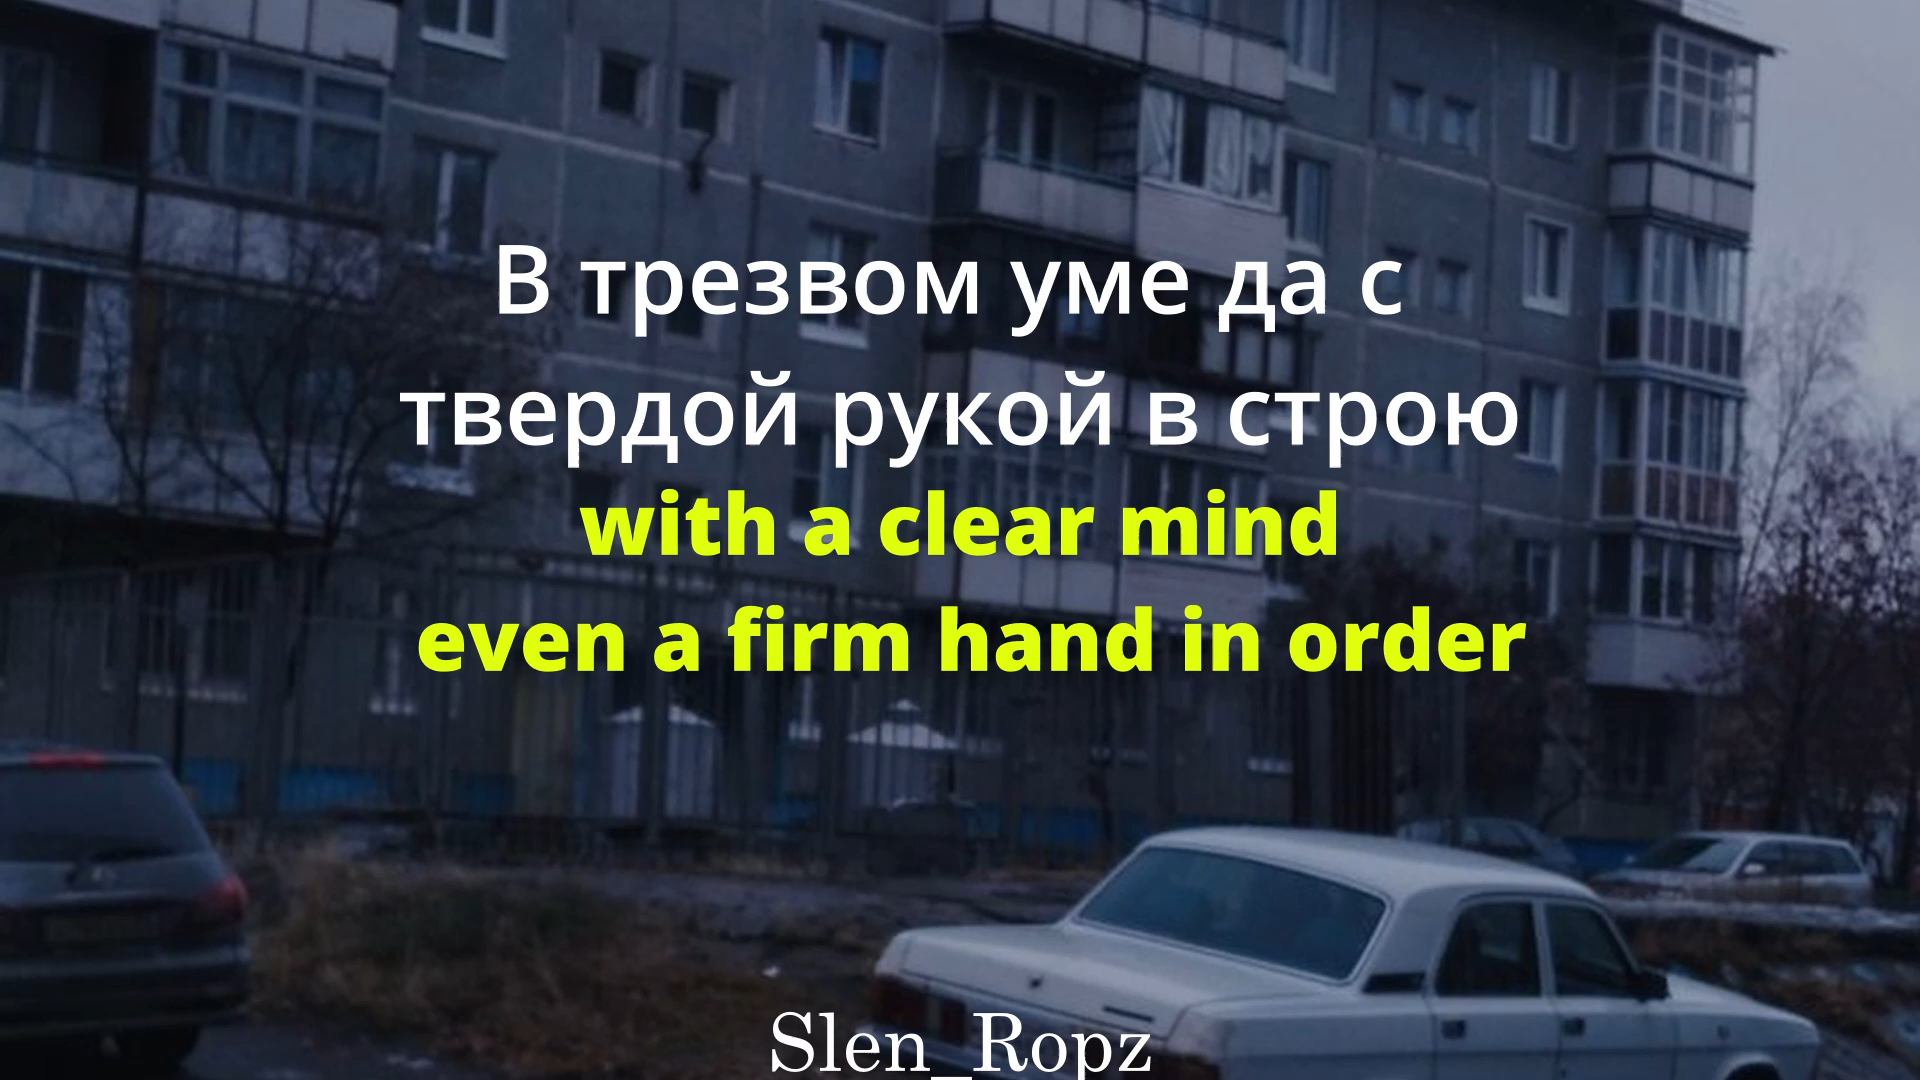 В трезвом уме да с
твердой рукой в строю
with a clear mind
even a firm hand in order
Slen_Ropz